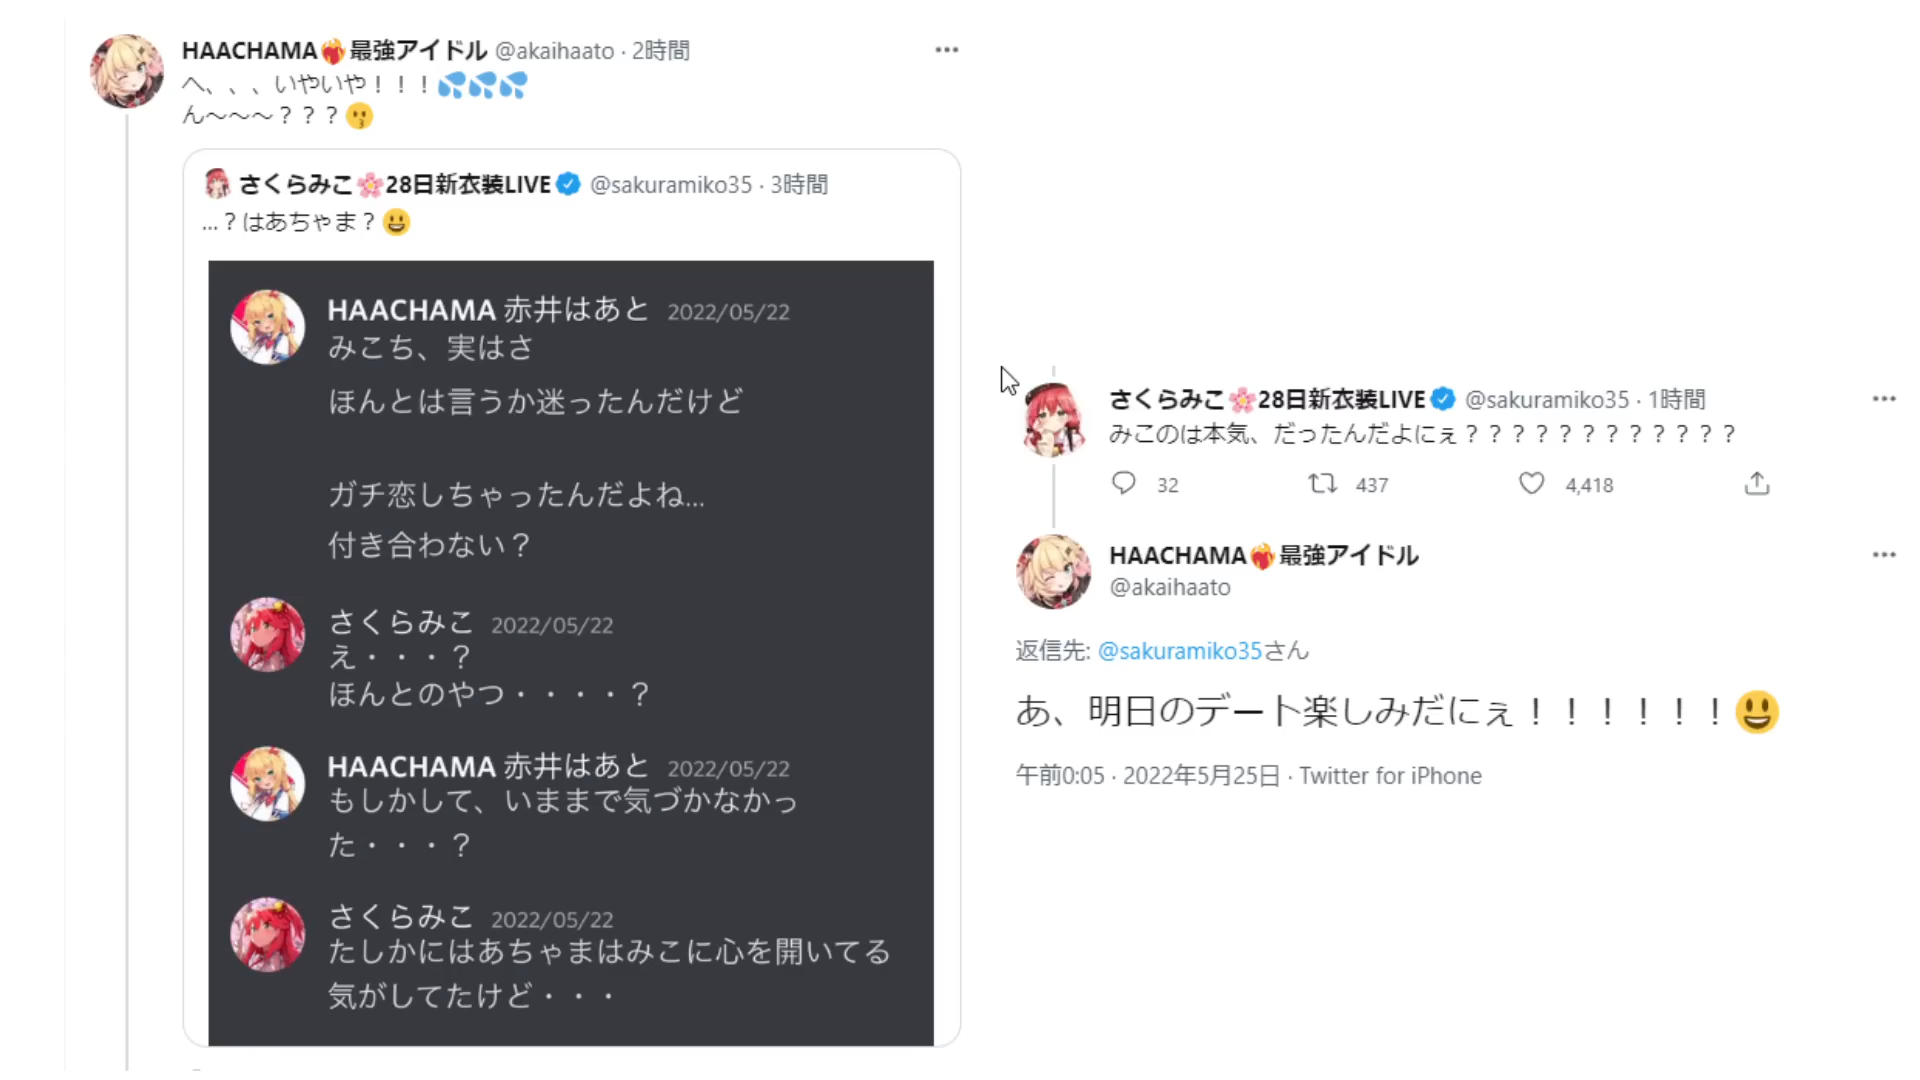 HAACHAMA❤️‍🔥最強アイドル @akaihaato · 2時間
へ、、、いやいや！！！💦💦💦
ん〜〜〜？？？😗
さくらみこ🌸28日新衣装LIVE @sakuramiko35 · 3時間
...？はあちゃま？😃
HAACHAMA 赤井はあと 2022/05/22
みこち、実はさ
ほんとは言うか迷ったんだけど
ガチ恋しちゃったんだよね...
付き合わない？
さくらみこ 2022/05/22
え・・・？
ほんとのやつ・・・・？
HAACHAMA 赤井はあと 2022/05/22
もしかして、いままで気づかなかっ
た・・・？
さくらみこ 2022/05/22
たしかにはあちゃまはみこに心を開いてる
気がしてたけど・・・
さくらみこ🌸28日新衣装LIVE @sakuramiko35 · 1時間
みこのは本気、だったんだよにぇ？？？？？？？？？？？？
32 437 4,418
HAACHAMA❤️‍🔥最強アイドル
@akaihaato
返信先: @sakuramiko35さん
あ、明日のデート楽しみだにぇ！！！！！！😃
午前0:05 · 2022年5月25日 · Twitter for iPhone